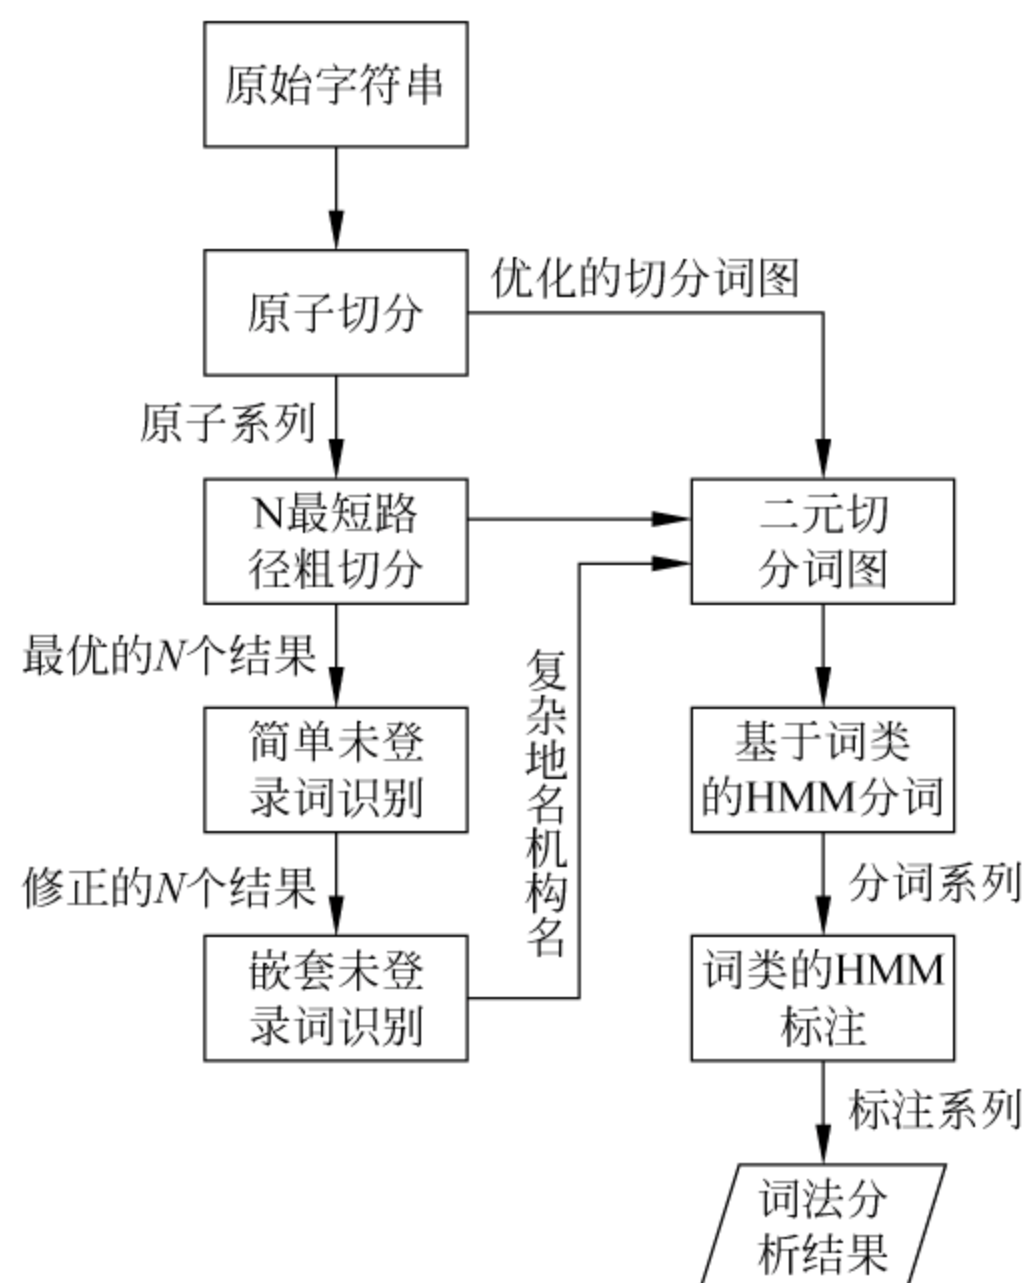 原始字符串
原子切分
优化的切分词图
原子系列
N最短路
径粗切分
二元切
分词图
最优的N个结果
复杂地名机构名
简单未登
录词识别
基于词类
的HMM分词
修正的N个结果
分词系列
嵌套未登
录词识别
词类的HMM
标注
标注系列
词法分
析结果